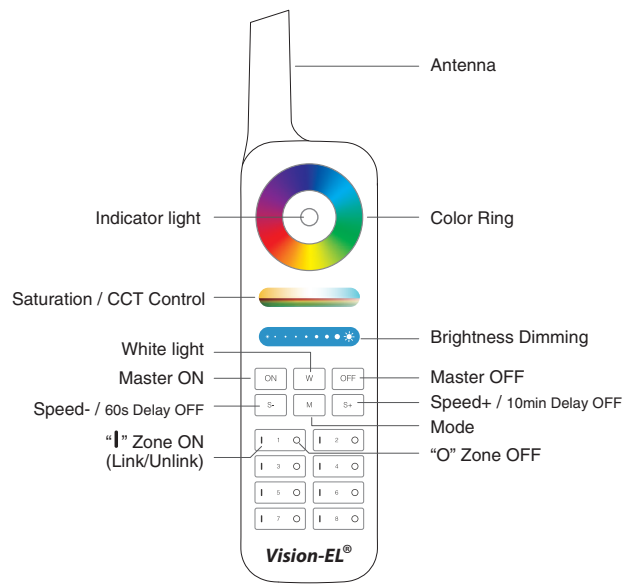 Antenna
Indicator light
Color Ring
Saturation / CCT Control
Brightness Dimming
White light
Master ON
ON
W
OFF
Master OFF
Speed- / 60s Delay OFF
S-
M
S+
Speed+ / 10min Delay OFF
Mode
“I” Zone ON
(Link/Unlink)
“O” Zone OFF
I 1 O
I 2 O
I 3 O
I 4 O
I 5 O
I 6 O
I 7 O
I 8 O
Vision-EL®